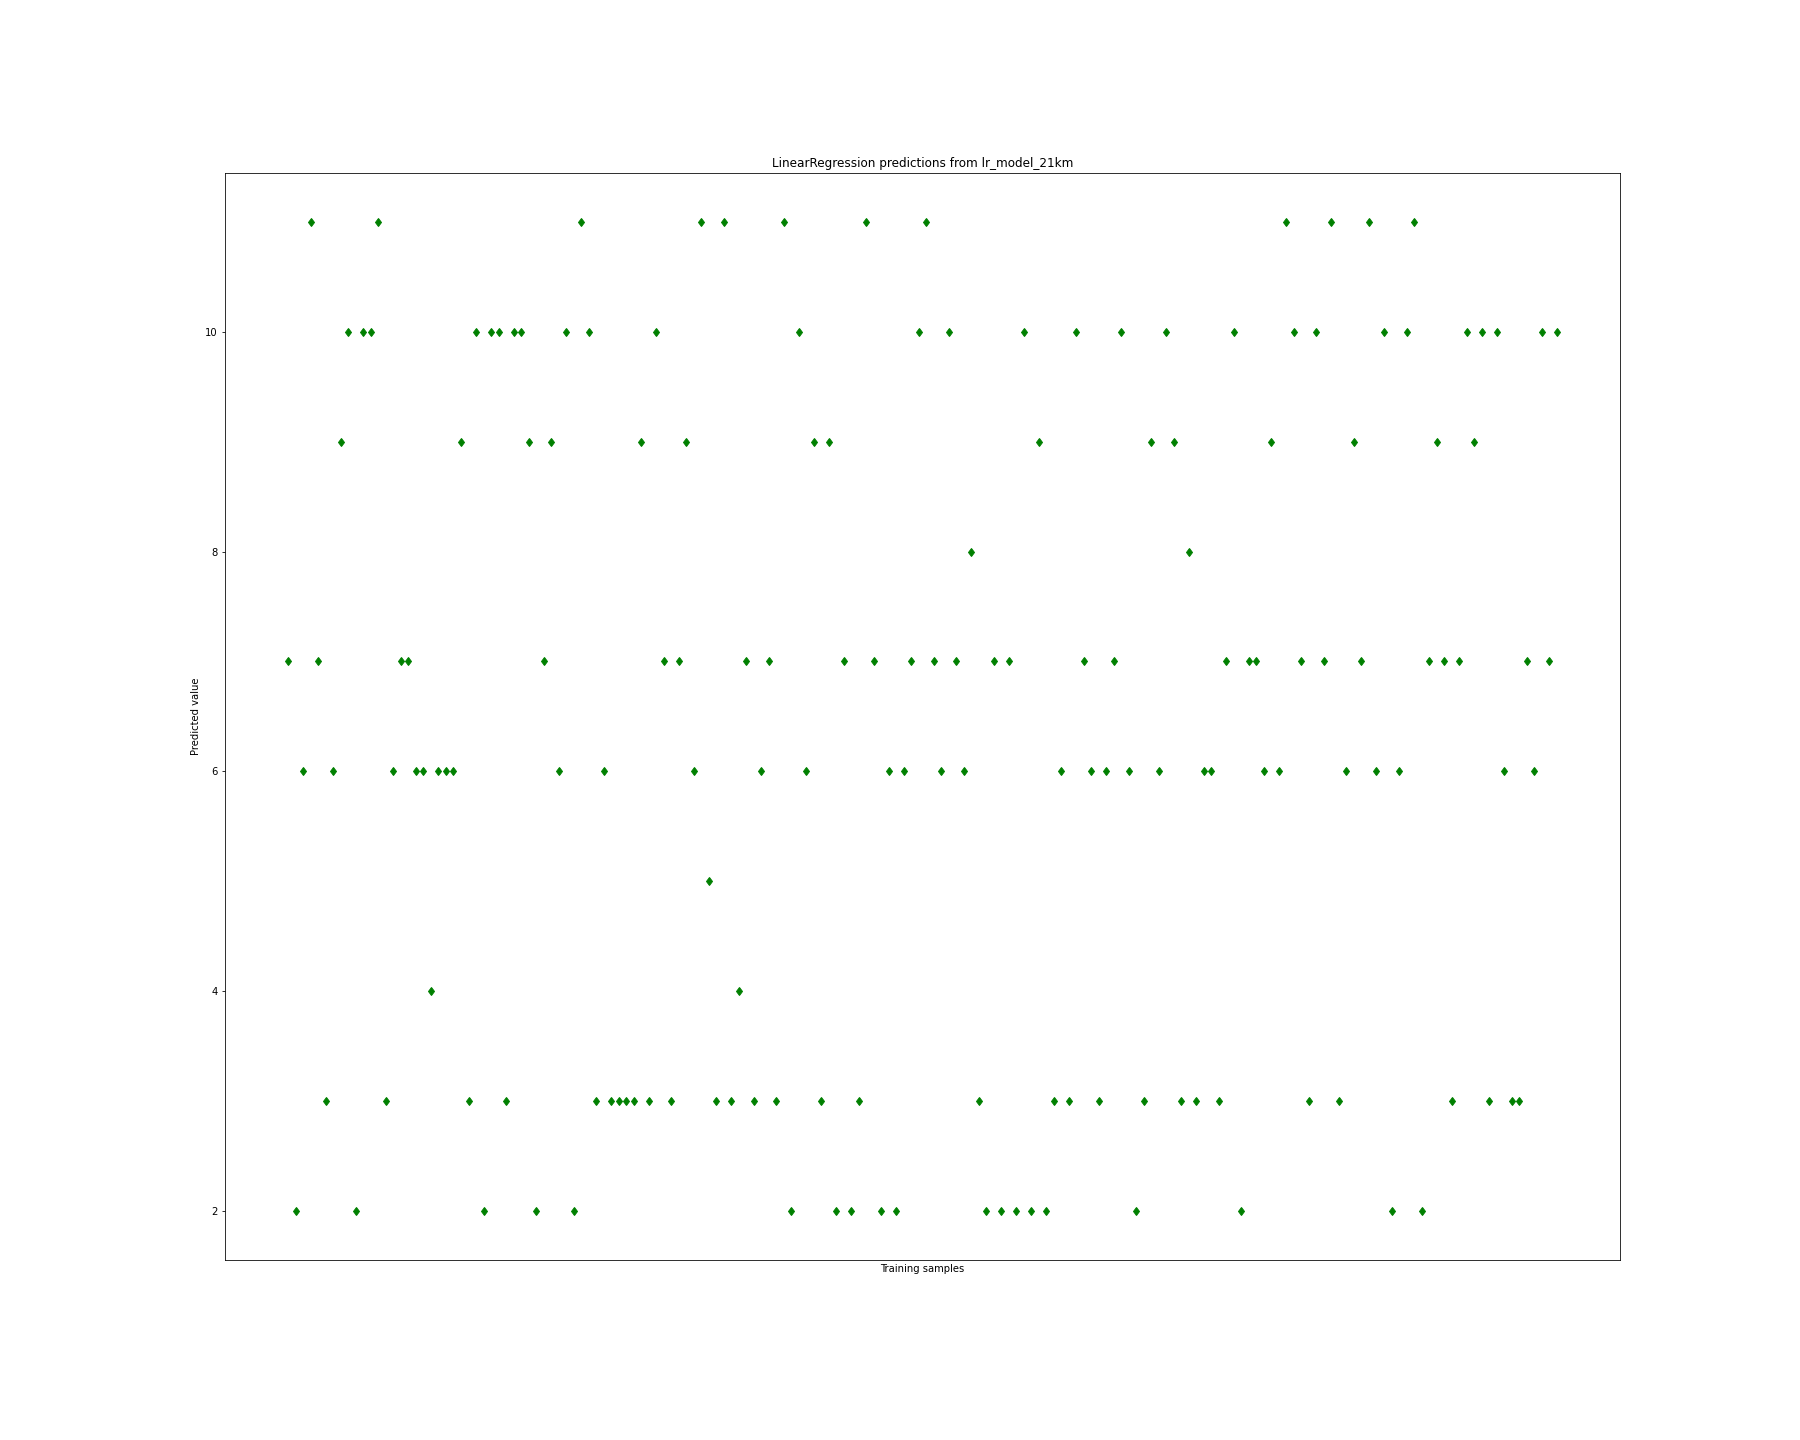 LinearRegression predictions from lr_model_21km
10
8
Predicted value
6
4
2
Training samples